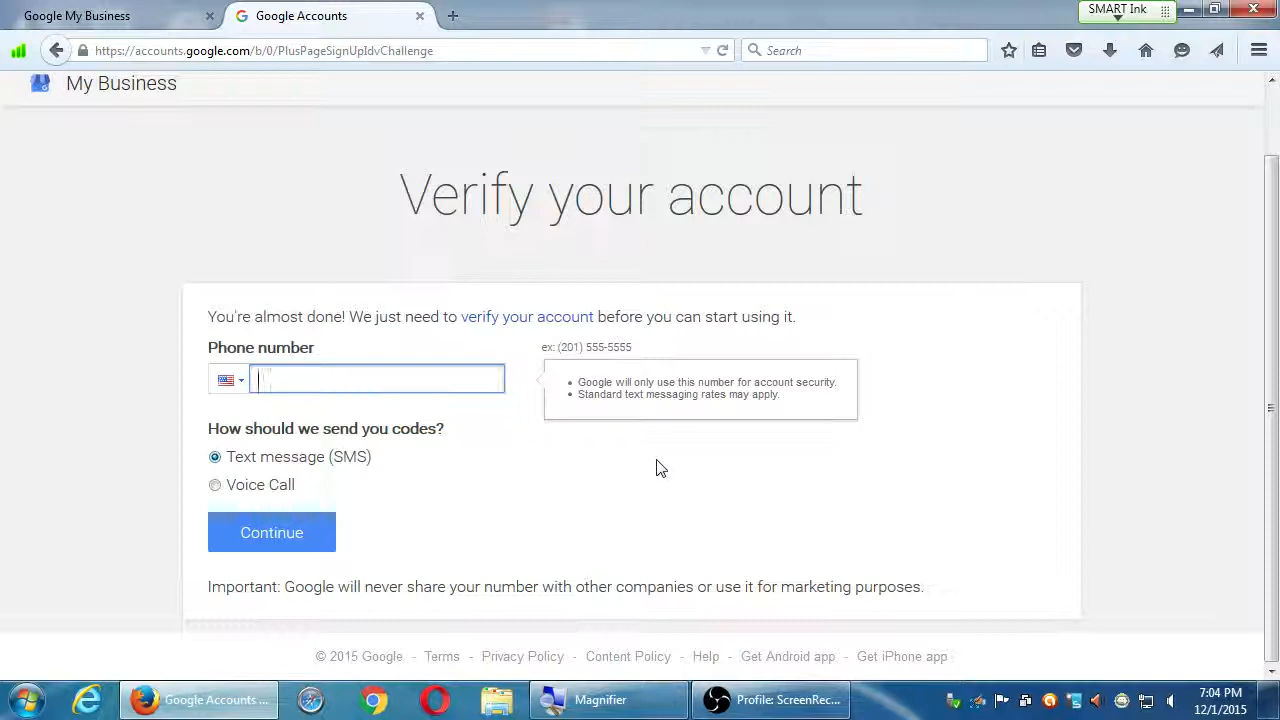 Google My Business
Google Accounts
SMART Ink
https://accounts.google.com/b/0/PlusPageSignUpIdvChallenge
Search
My Business
Verify your account
You're almost done! We just need to verify your account before you can start using it.
Phone number
ex: (201) 555-5555
Google will only use this number for account security.
Standard text messaging rates may apply.
How should we send you codes?
Text message (SMS)
Voice Call
Continue
Important: Google will never share your number with other companies or use it for marketing purposes.
© 2015 Google - Terms - Privacy Policy - Content Policy - Help - Get Android app - Get iPhone app
Google Accounts ...
Magnifier
Profile: ScreenRec...
7:04 PM
12/1/2015